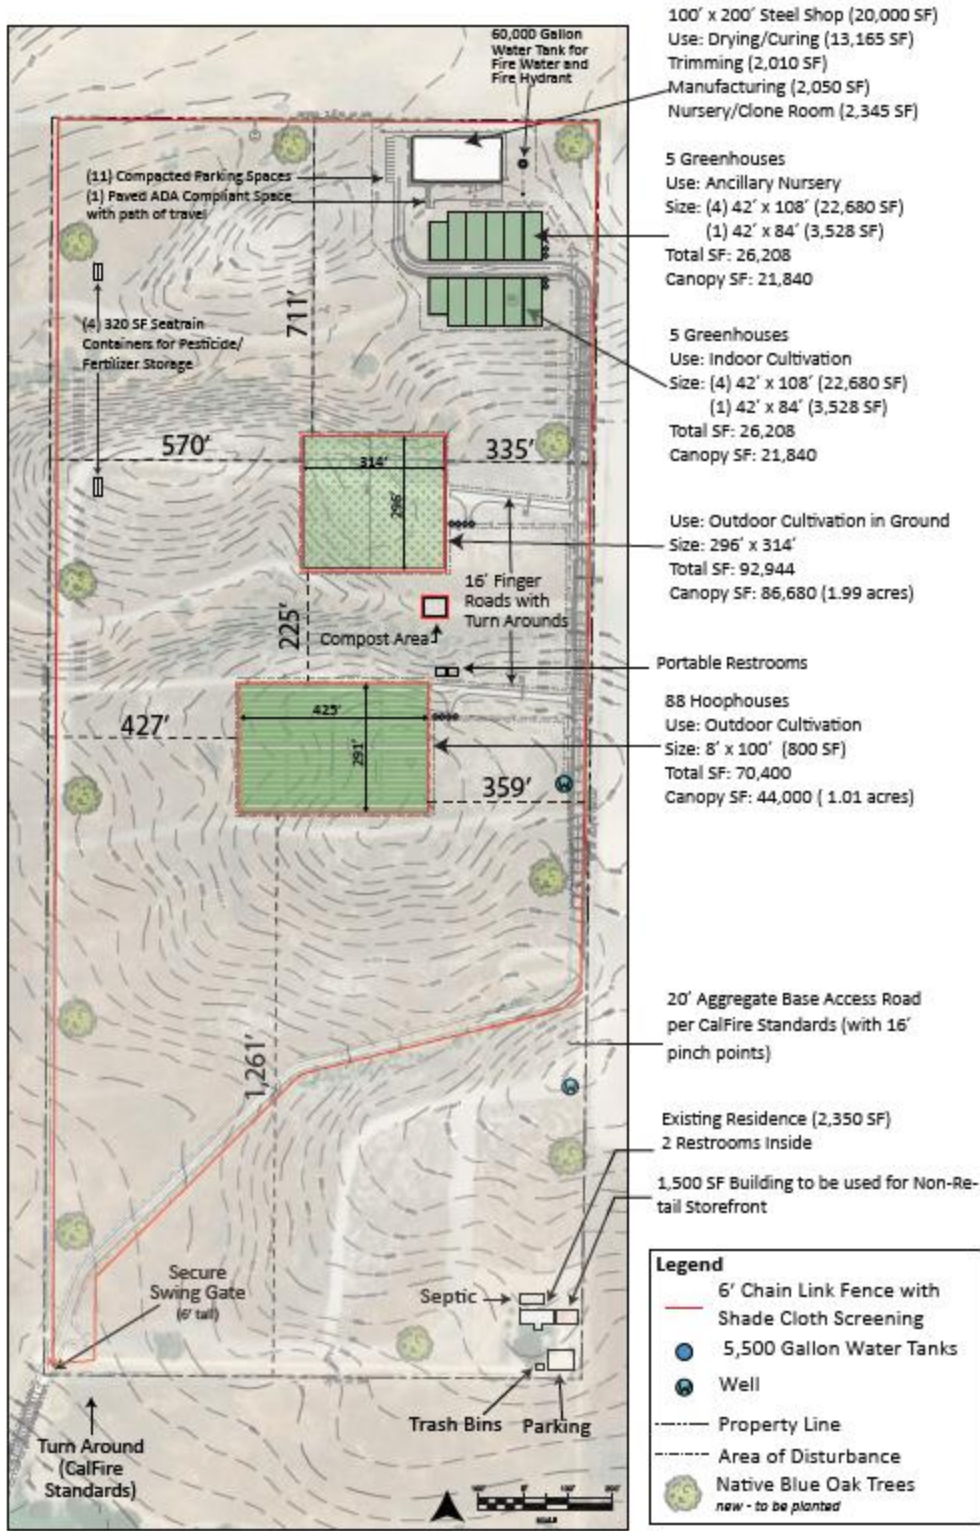 100' x 200' Steel Shop (20,000 SF)
Use: Drying/Curing (13,165 SF)
Trimming (2,010 SF)
Manufacturing (2,050 SF)
Nursery/Clone Room (2,345 SF)
60,000 Gallon
Water Tank for
Fire Water and
Fire Hydrant
(11) Compacted Parking Spaces
(1) Paved ADA Compliant Space
with path of travel
5 Greenhouses
Use: Ancillary Nursery
Size: (4) 42' x 108' (22,680 SF)
(1) 42' x 84' (3,528 SF)
Total SF: 26,208
Canopy SF: 21,840
711'
(4) 320 SF Seatrain
Containers for Pesticide/
Fertilizer Storage
5 Greenhouses
Use: Indoor Cultivation
Size: (4) 42' x 108' (22,680 SF)
(1) 42' x 84' (3,528 SF)
Total SF: 26,208
Canopy SF: 21,840
570'
314'
335'
296'
Use: Outdoor Cultivation in Ground
Size: 296' x 314'
Total SF: 92,944
Canopy SF: 86,680 (1.99 acres)
16' Finger
Roads with
Turn Arounds
225'
Compost Area
Portable Restrooms
88 Hoophouses
Use: Outdoor Cultivation
Size: 8' x 100' (800 SF)
Total SF: 70,400
Canopy SF: 44,000 ( 1.01 acres)
427'
425'
291'
359'
20' Aggregate Base Access Road
per CalFire Standards (with 16'
pinch points)
1,261'
Existing Residence (2,350 SF)
2 Restrooms Inside
1,500 SF Building to be used for Non-Re-
tail Storefront
Secure
Swing Gate
(6' tall)
Septic
Trash Bins
Parking
Turn Around
(CalFire
Standards)
100'
0'
100'
200'
SCALE
Legend
6' Chain Link Fence with
Shade Cloth Screening
5,500 Gallon Water Tanks
Well
Property Line
Area of Disturbance
Native Blue Oak Trees
new - to be planted